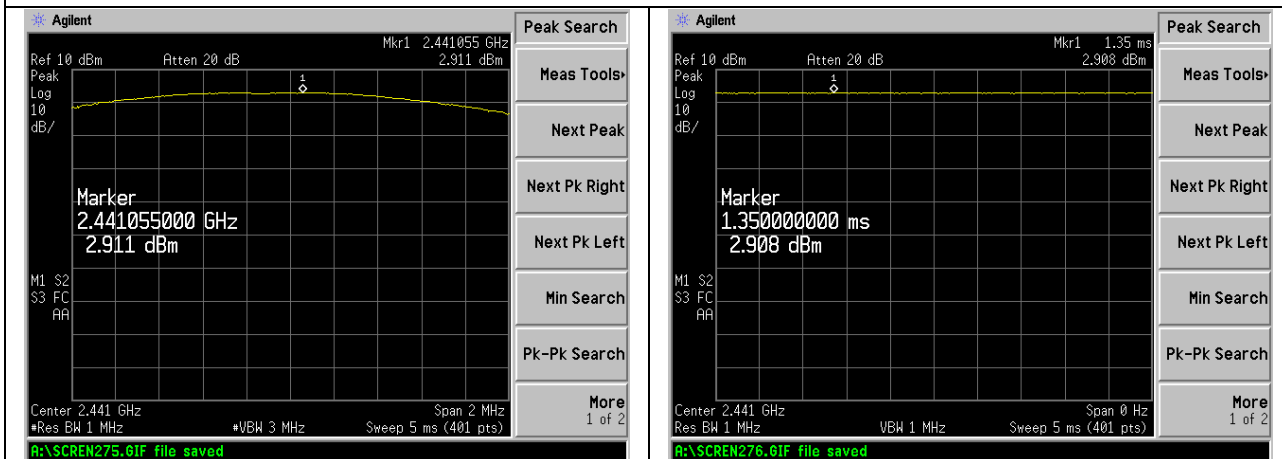 Agilent
Peak Search
Mkr1 2.441055 GHz
Ref 10 dBm Atten 20 dB 2.911 dBm
Peak
Log
10
dB/
1
Marker
2.441055000 GHz
2.911 dBm
M1 S2
S3 FC
AA
Center 2.441 GHz Span 2 MHz
#Res BW 1 MHz #VBW 3 MHz Sweep 5 ms (401 pts)
A:\SCREN275.GIF file saved
Meas Tools
Next Peak
Next Pk Right
Next Pk Left
Min Search
Pk-Pk Search
More
1 of 2
Agilent
Peak Search
Mkr1 1.35 ms
Ref 10 dBm Atten 20 dB 2.908 dBm
Peak
Log
10
dB/
1
Marker
1.350000000 ms
2.908 dBm
M1 S2
S3 FC
AA
Center 2.441 GHz Span 0 Hz
Res BW 1 MHz VBW 1 MHz Sweep 5 ms (401 pts)
A:\SCREN276.GIF file saved
Meas Tools
Next Peak
Next Pk Right
Next Pk Left
Min Search
Pk-Pk Search
More
1 of 2